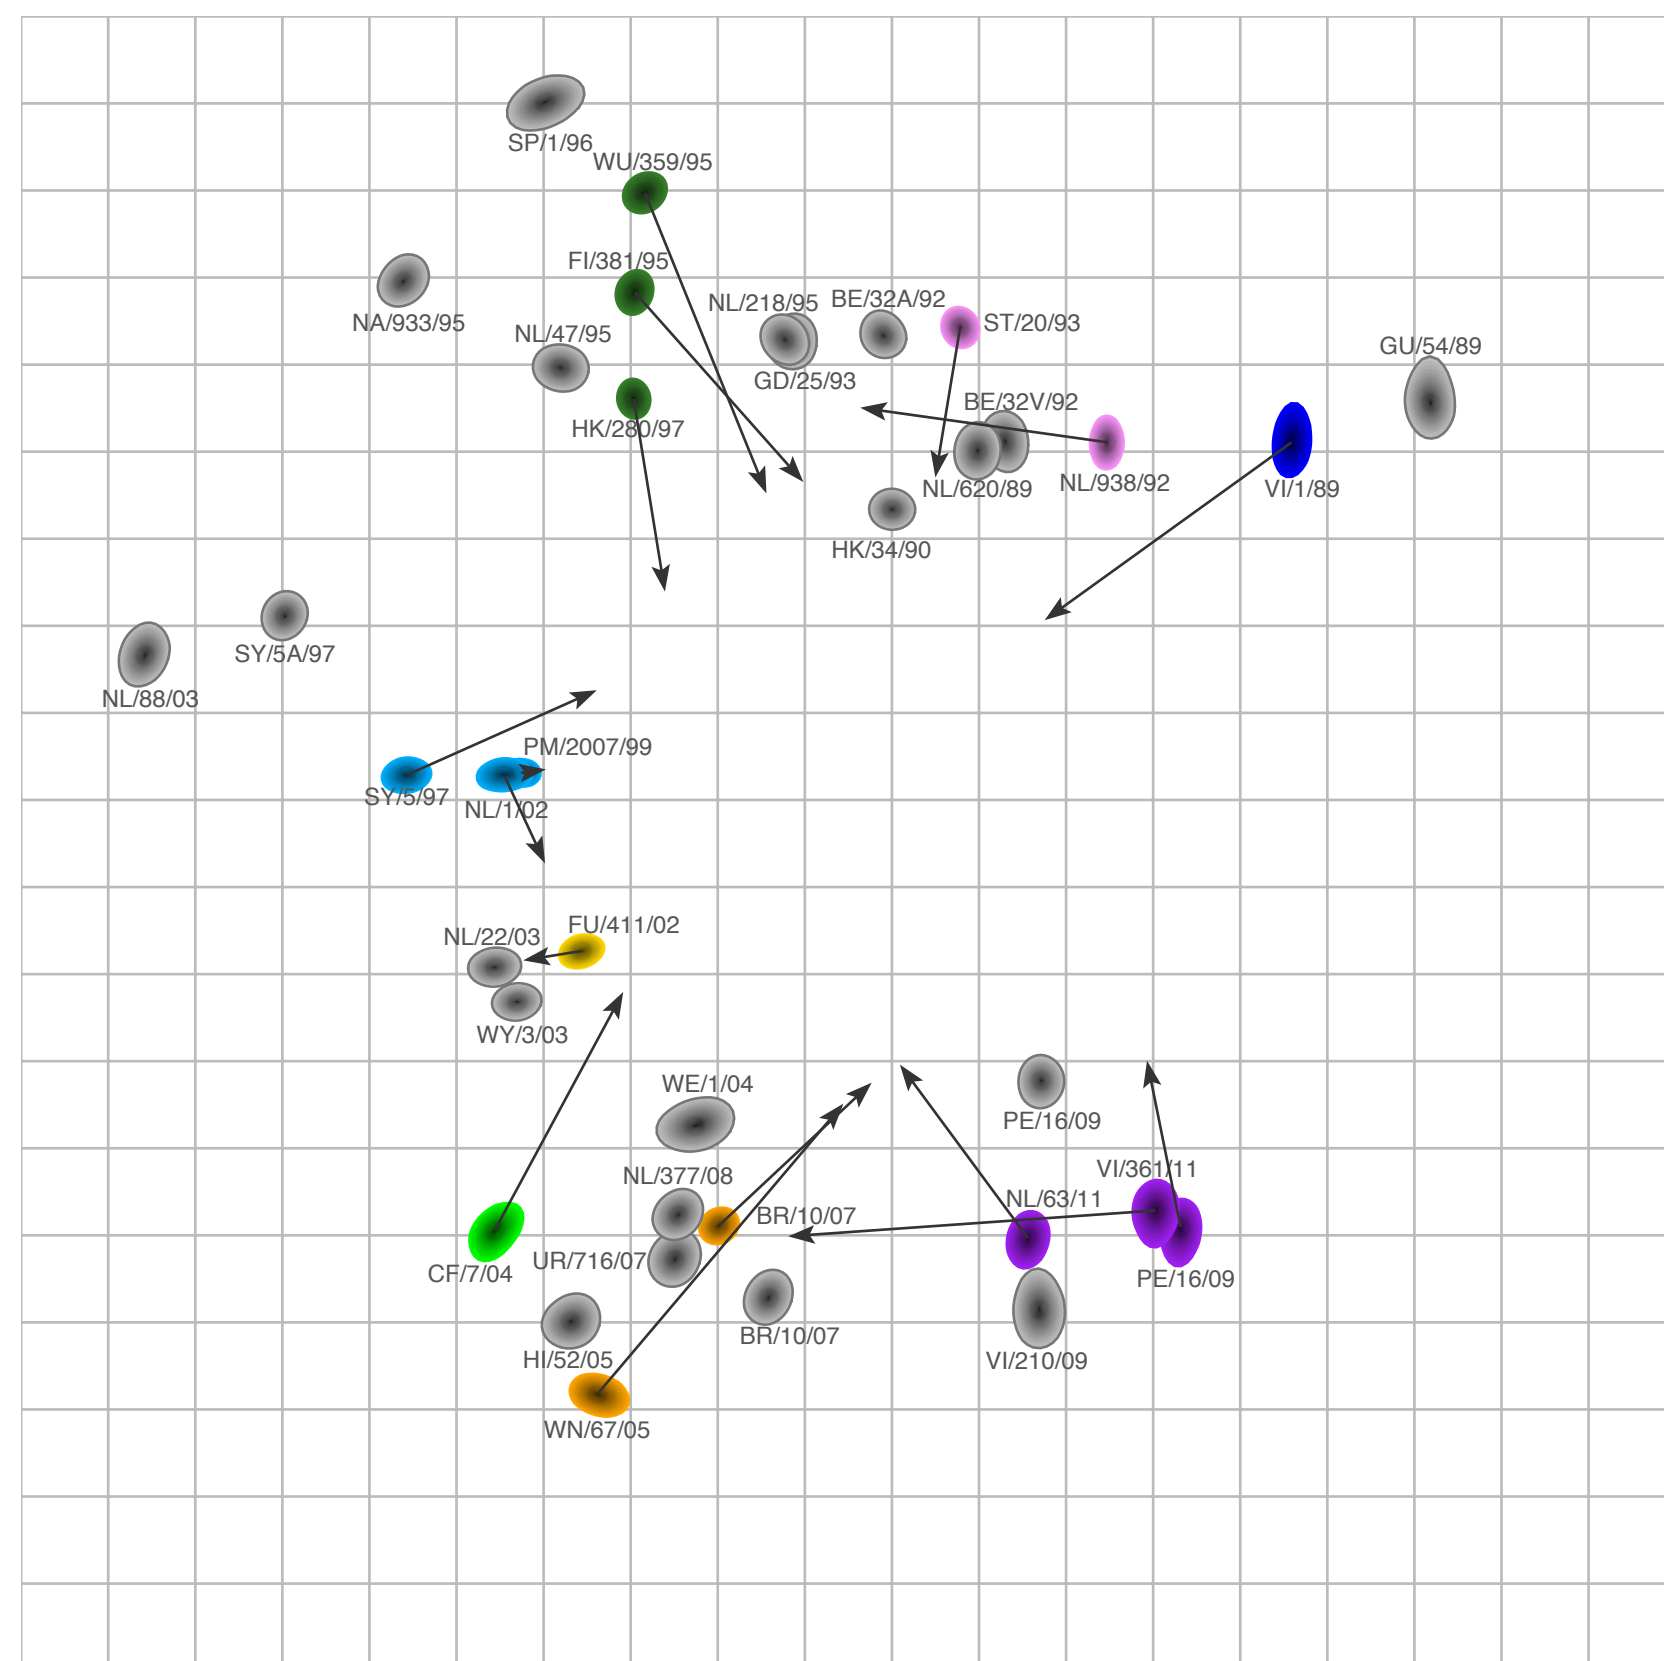 SP/1/96
WU/359/95
FI/381/95
NA/933/95
NL/47/95
NL/218/95
BE/32A/92
ST/20/93
GU/54/89
GD/25/93
BE/32V/92
HK/280/97
NL/620/89
NL/938/92
VI/1/89
HK/34/90
SY/5A/97
NL/88/03
PM/2007/99
SY/5/97
NL/1/02
FU/411/02
NL/22/03
WY/3/03
WE/1/04
PE/16/09
VI/361/11
NL/377/08
NL/63/11
BR/10/07
UR/716/07
CF/7/04
PE/16/09
BR/10/07
HI/52/05
VI/210/09
WN/67/05